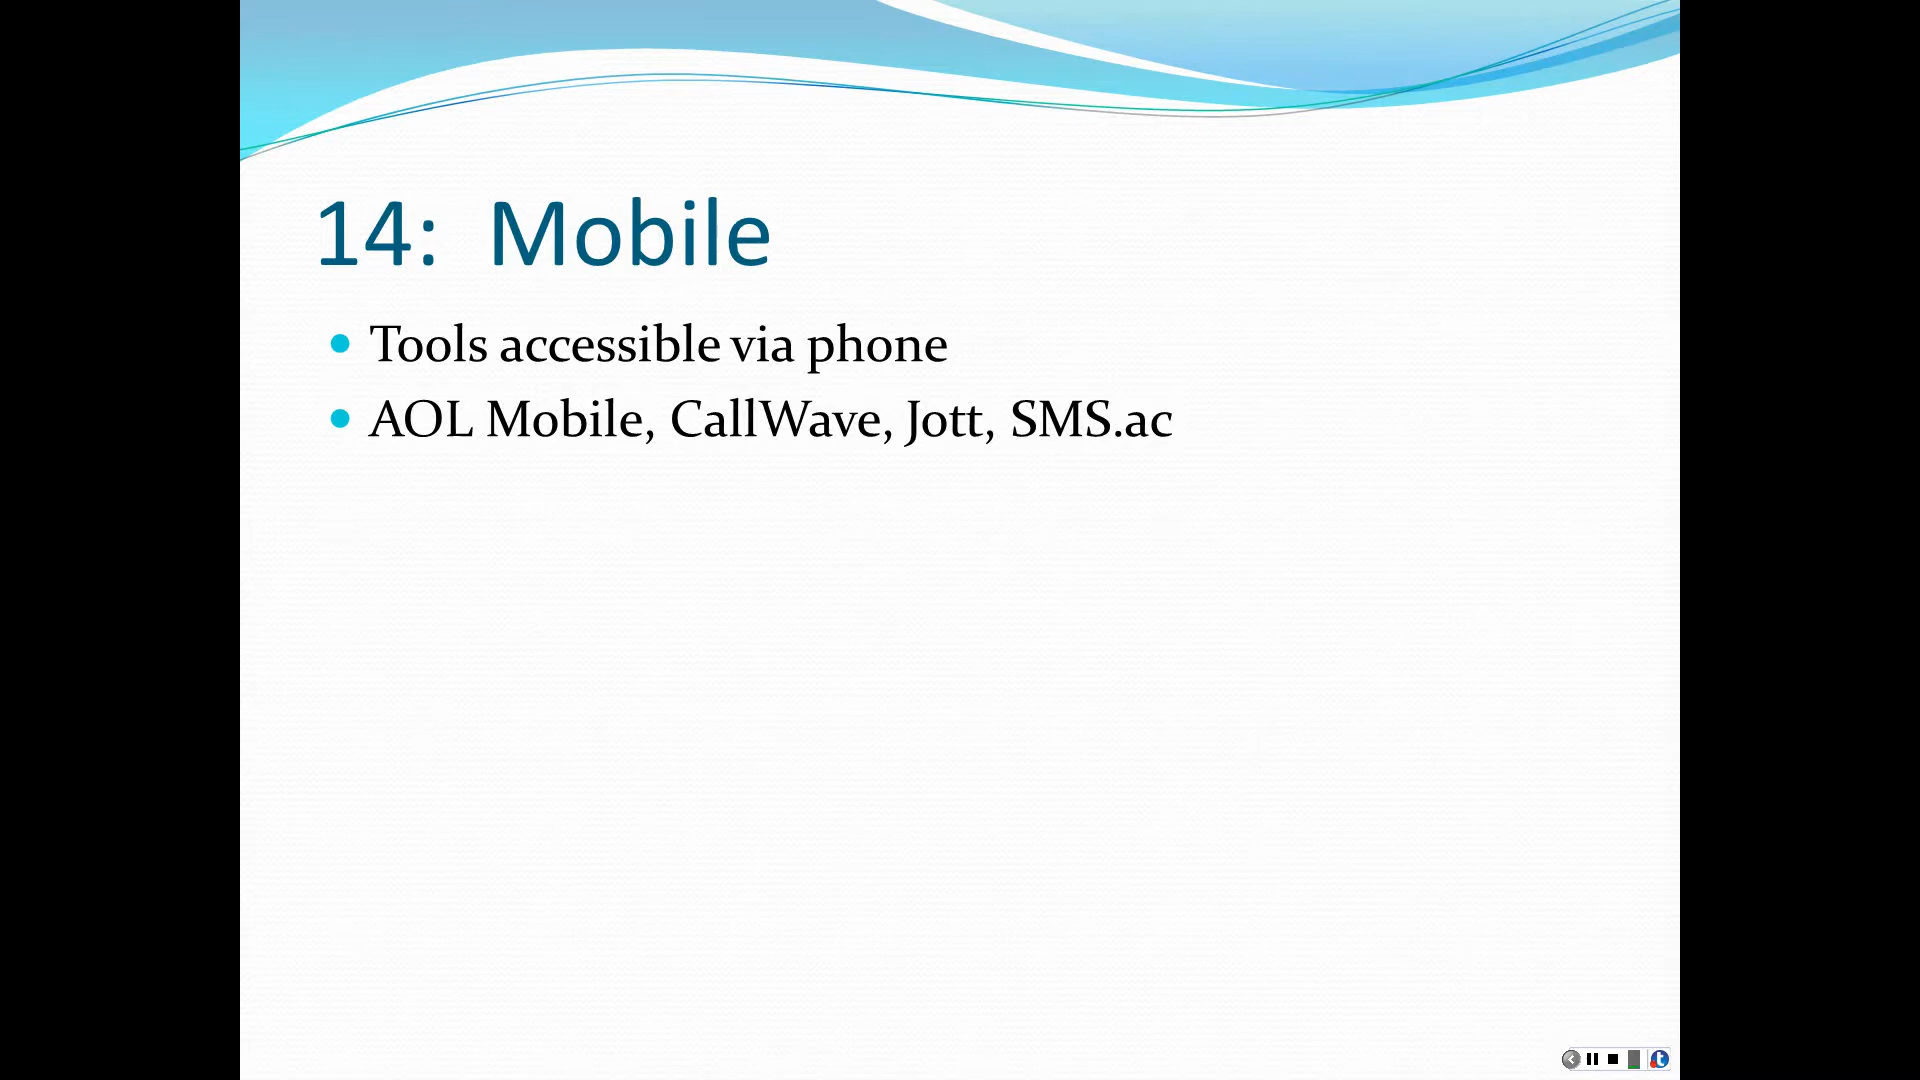 14:  Mobile
Tools accessible via phone
AOL Mobile, CallWave, Jott, SMS.ac